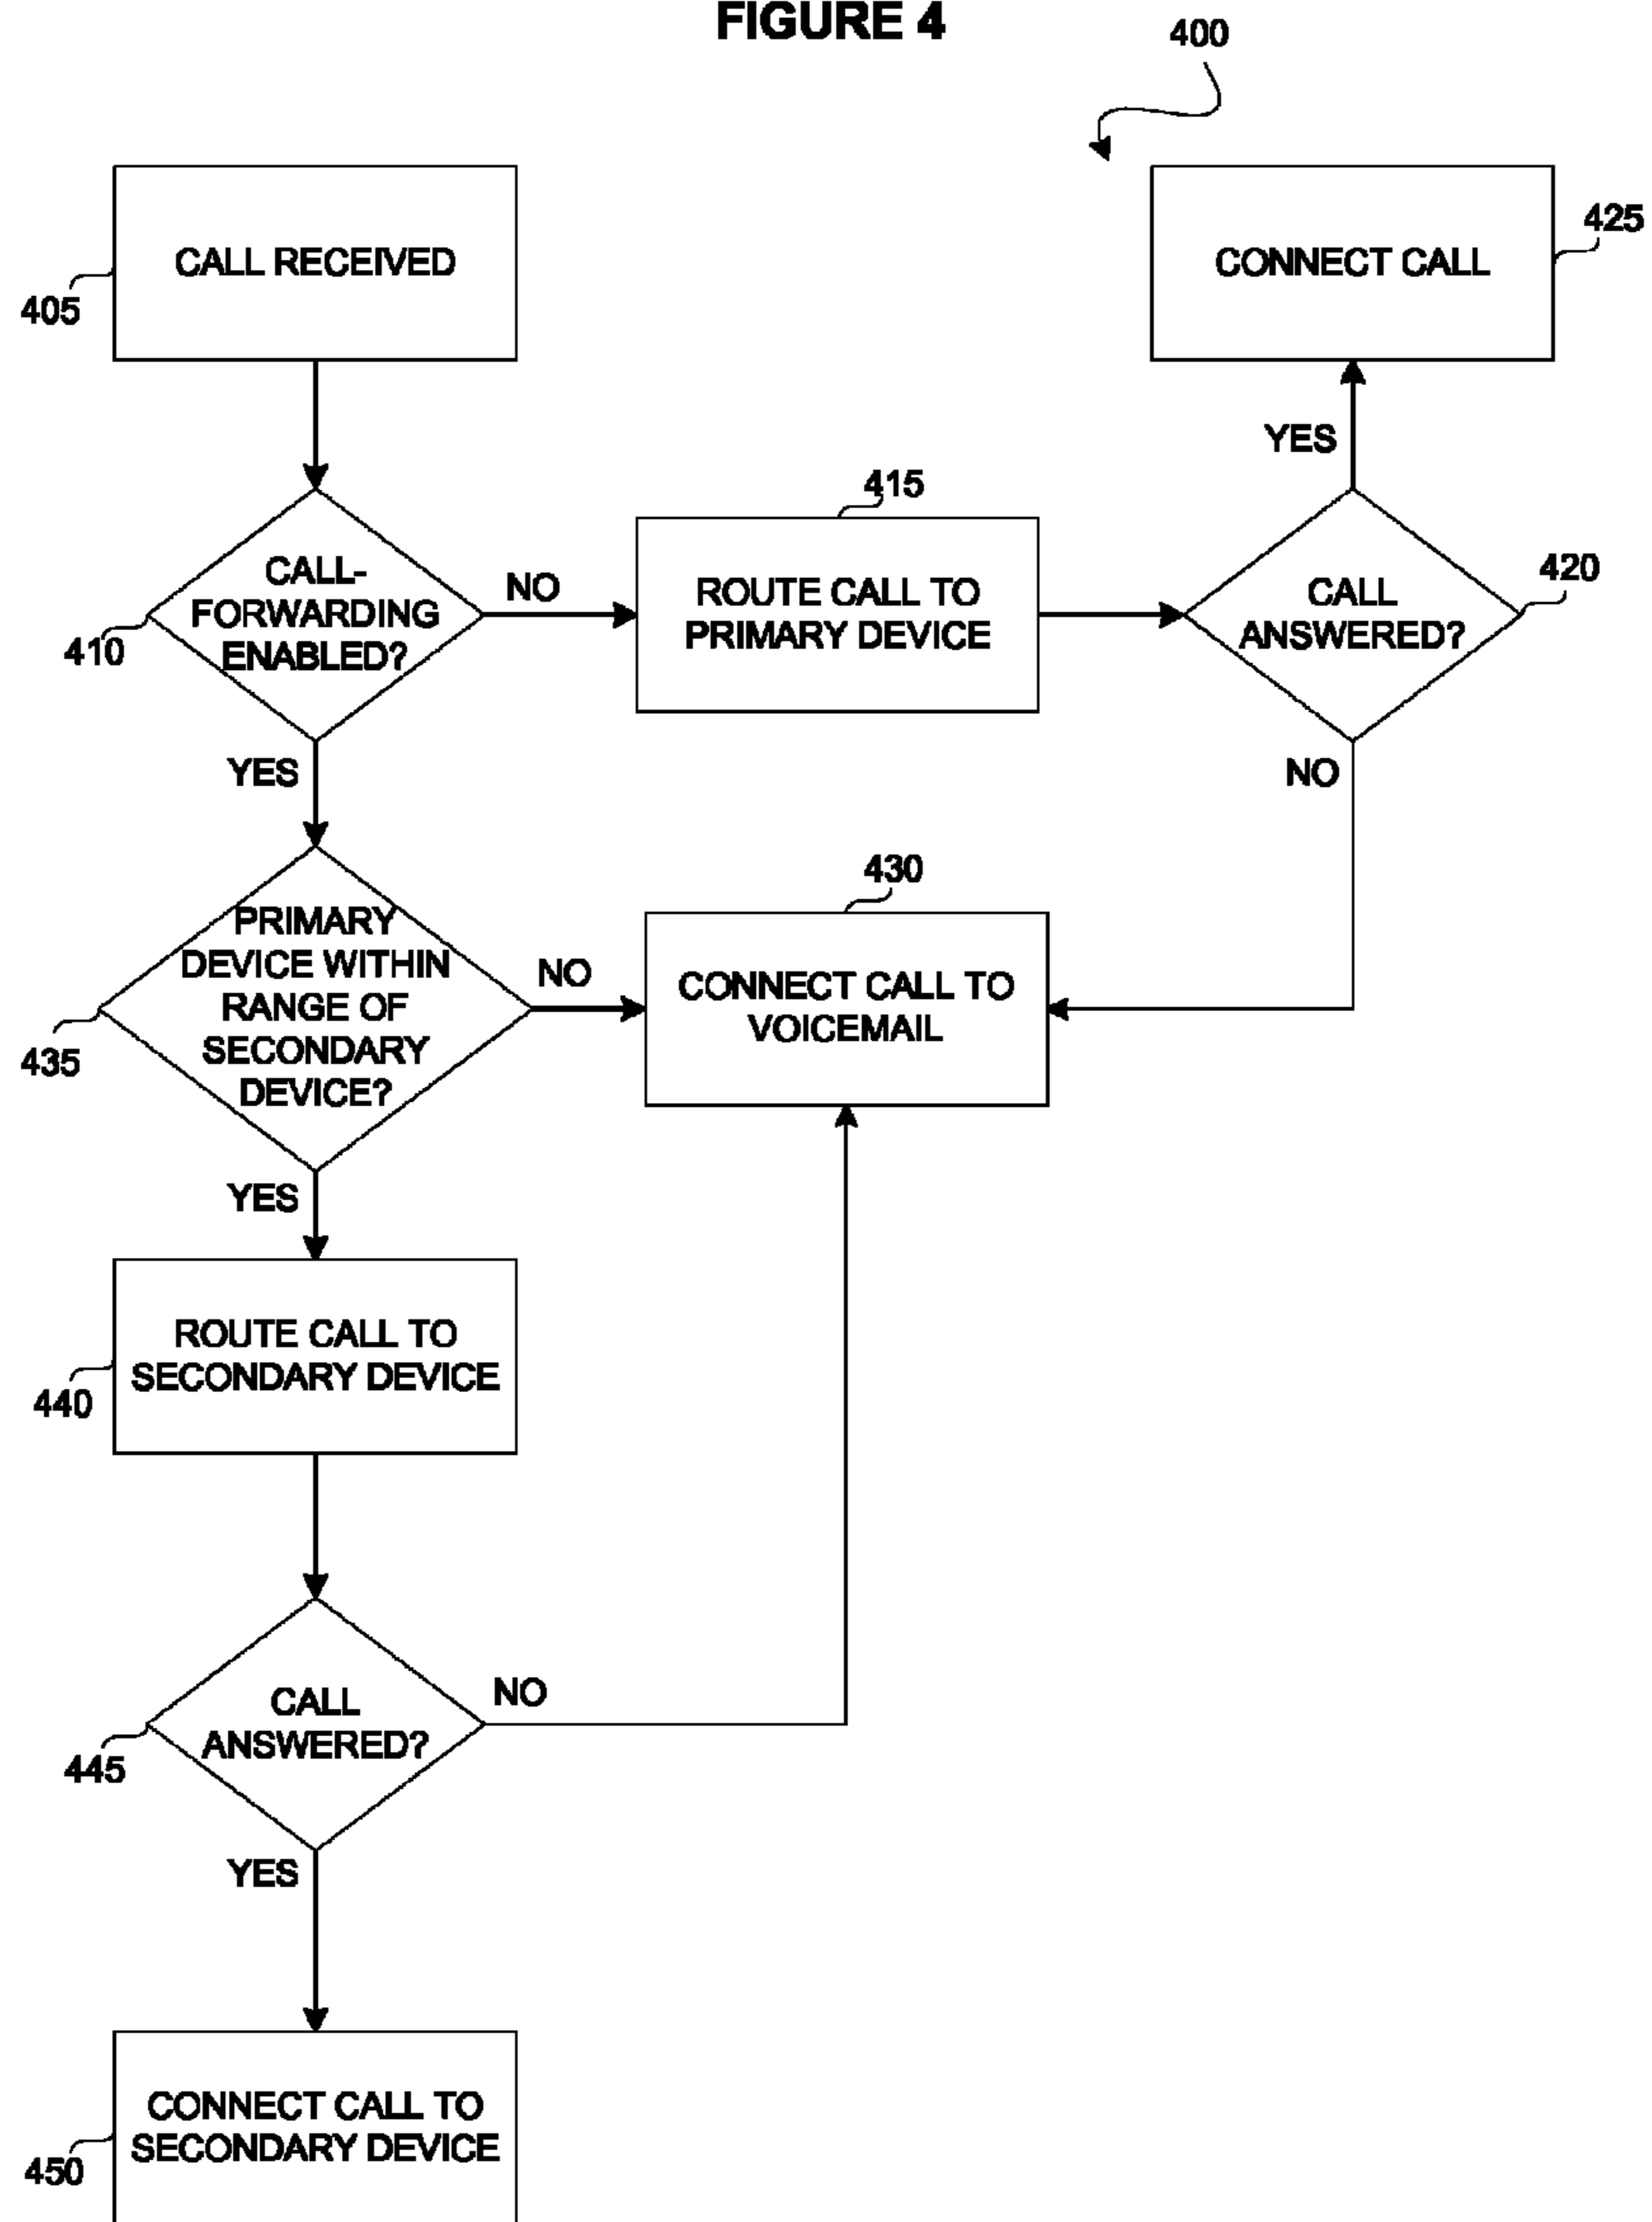 FIGURE 4
400
CALL RECEIVED
405
CONNECT CALL
425
YES
CALL-
FORWARDING
ENABLED?
410
NO
415
ROUTE CALL TO
PRIMARY DEVICE
CALL
ANSWERED?
420
YES
NO
PRIMARY
DEVICE WITHIN
RANGE OF
SECONDARY
DEVICE?
435
NO
430
CONNECT CALL TO
VOICEMAIL
YES
ROUTE CALL TO
SECONDARY DEVICE
440
CALL
ANSWERED?
445
NO
YES
CONNECT CALL TO
SECONDARY DEVICE
450